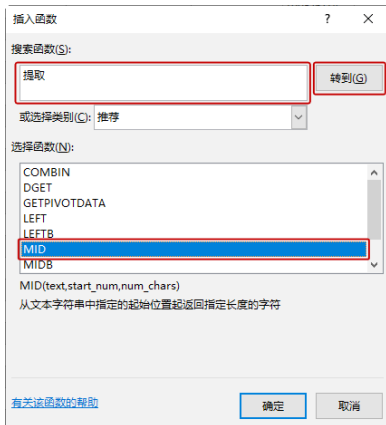 插入函数 ? ×
搜索函数(S):
提取
转到(G)
或选择类别(C): 推荐
选择函数(N):
COMBIN
DGET
GETPIVOTDATA
LEFT
LEFTB
MID
MIDB
MID(text,start_num,num_chars)
从文本字符串中指定的起始位置起返回指定长度的字符
有关该函数的帮助
确定
取消